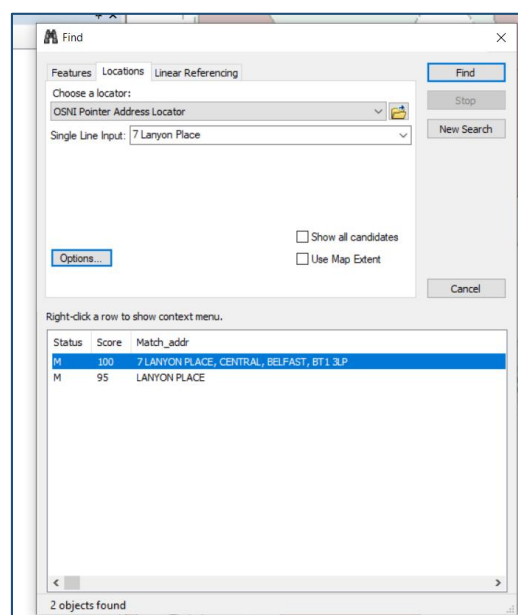 Find
Features Locations Linear Referencing
Find
Choose a locator:
OSNI Pointer Address Locator
Stop
Single Line Input: 7 Lanyon Place
New Search
Show all candidates
Options...
Use Map Extent
Cancel
Right-click a row to show context menu.
Status Score Match_addr
M 100 7 LANYON PLACE, CENTRAL, BELFAST, BT1 3LP
M 95 LANYON PLACE
2 objects found